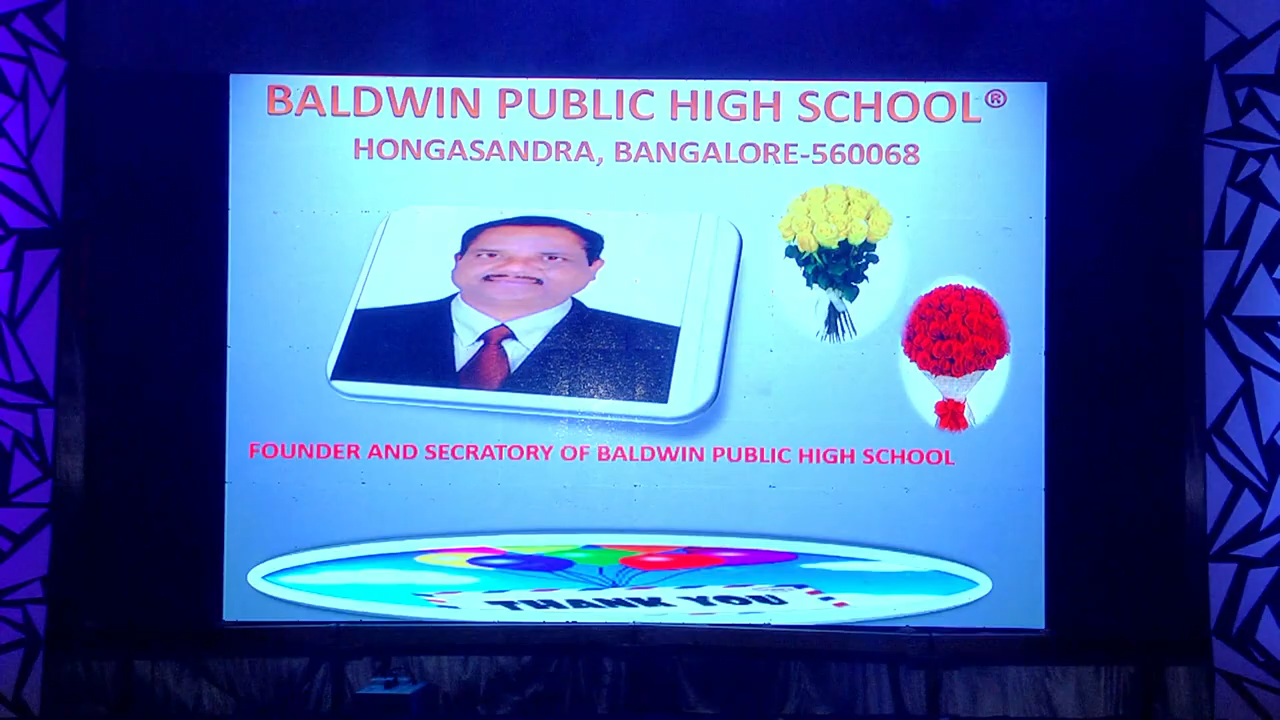 BALDWIN PUBLIC HIGH SCHOOL®
HONGASANDRA, BANGALORE-560068
FOUNDER AND SECRATORY OF BALDWIN PUBLIC HIGH SCHOOL
THANK YOU